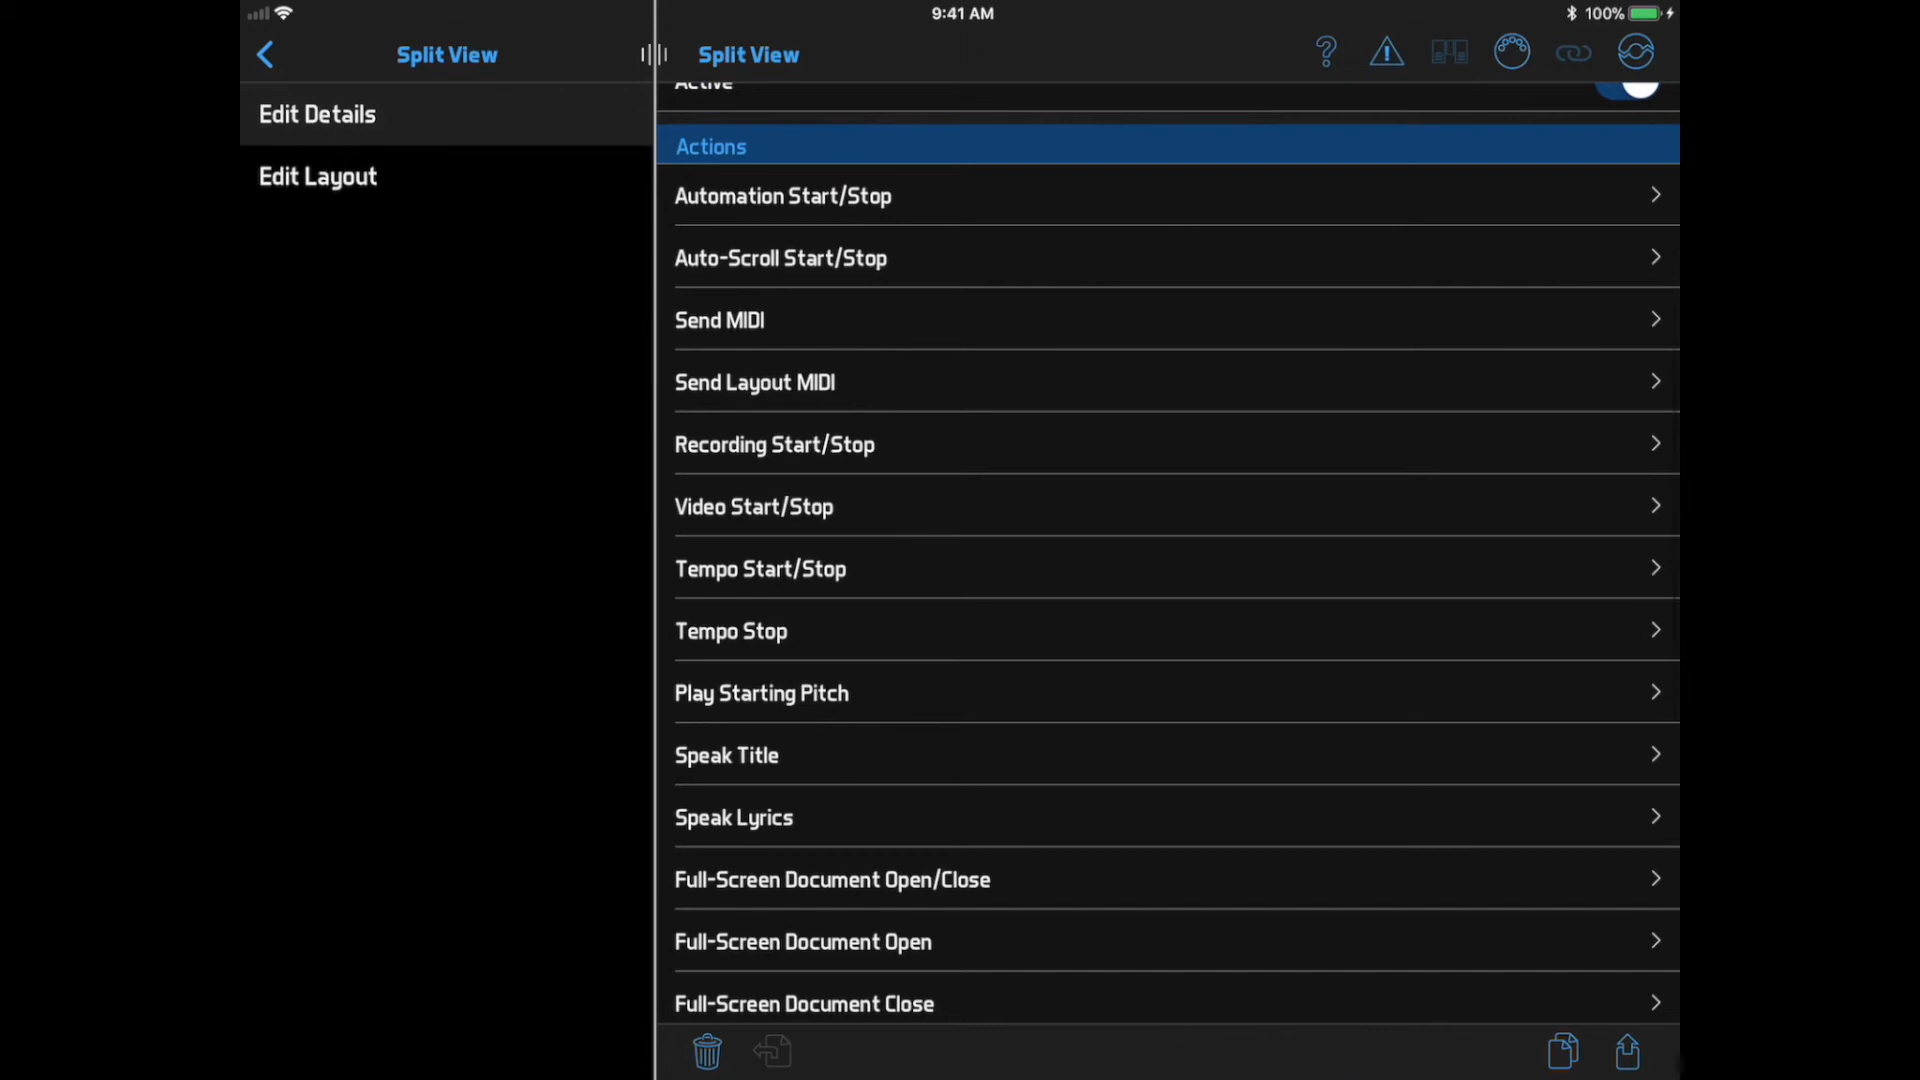 9:41 AM
100%
Split View
Split View
Edit Details
Edit Layout
Active
Actions
Automation Start/Stop
Auto-Scroll Start/Stop
Send MIDI
Send Layout MIDI
Recording Start/Stop
Video Start/Stop
Tempo Start/Stop
Tempo Stop
Play Starting Pitch
Speak Title
Speak Lyrics
Full-Screen Document Open/Close
Full-Screen Document Open
Full-Screen Document Close